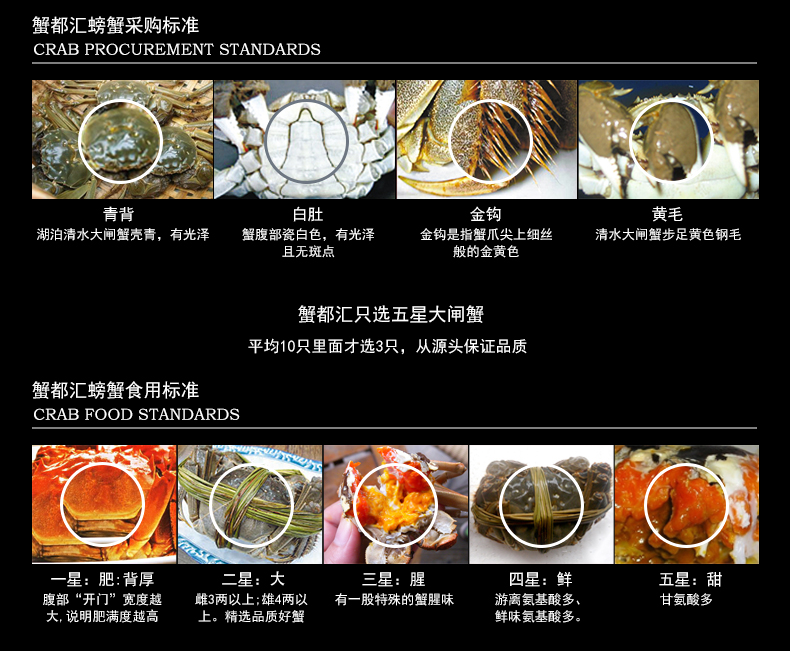 蟹都汇螃蟹采购标准
CRAB PROCUREMENT STANDARDS
青背
湖泊清水大闸蟹壳青，有光泽
白肚
蟹腹部瓷白色，有光泽
且无斑点
金钩
金钩是指蟹爪尖上细丝
般的金黄色
黄毛
清水大闸蟹步足黄色钢毛
蟹都汇只选五星大闸蟹
平均10只里面才选3只，从源头保证品质
蟹都汇螃蟹食用标准
CRAB FOOD STANDARDS
一星：肥:背厚
腹部“开门”宽度越
大,说明肥满度越高
二星：大
雌3两以上;雄4两以
上。精选品质好蟹
三星：腥
有一股特殊的蟹腥味
四星：鲜
游离氨基酸多、
鲜味氨基酸多。
五星：甜
甘氨酸多